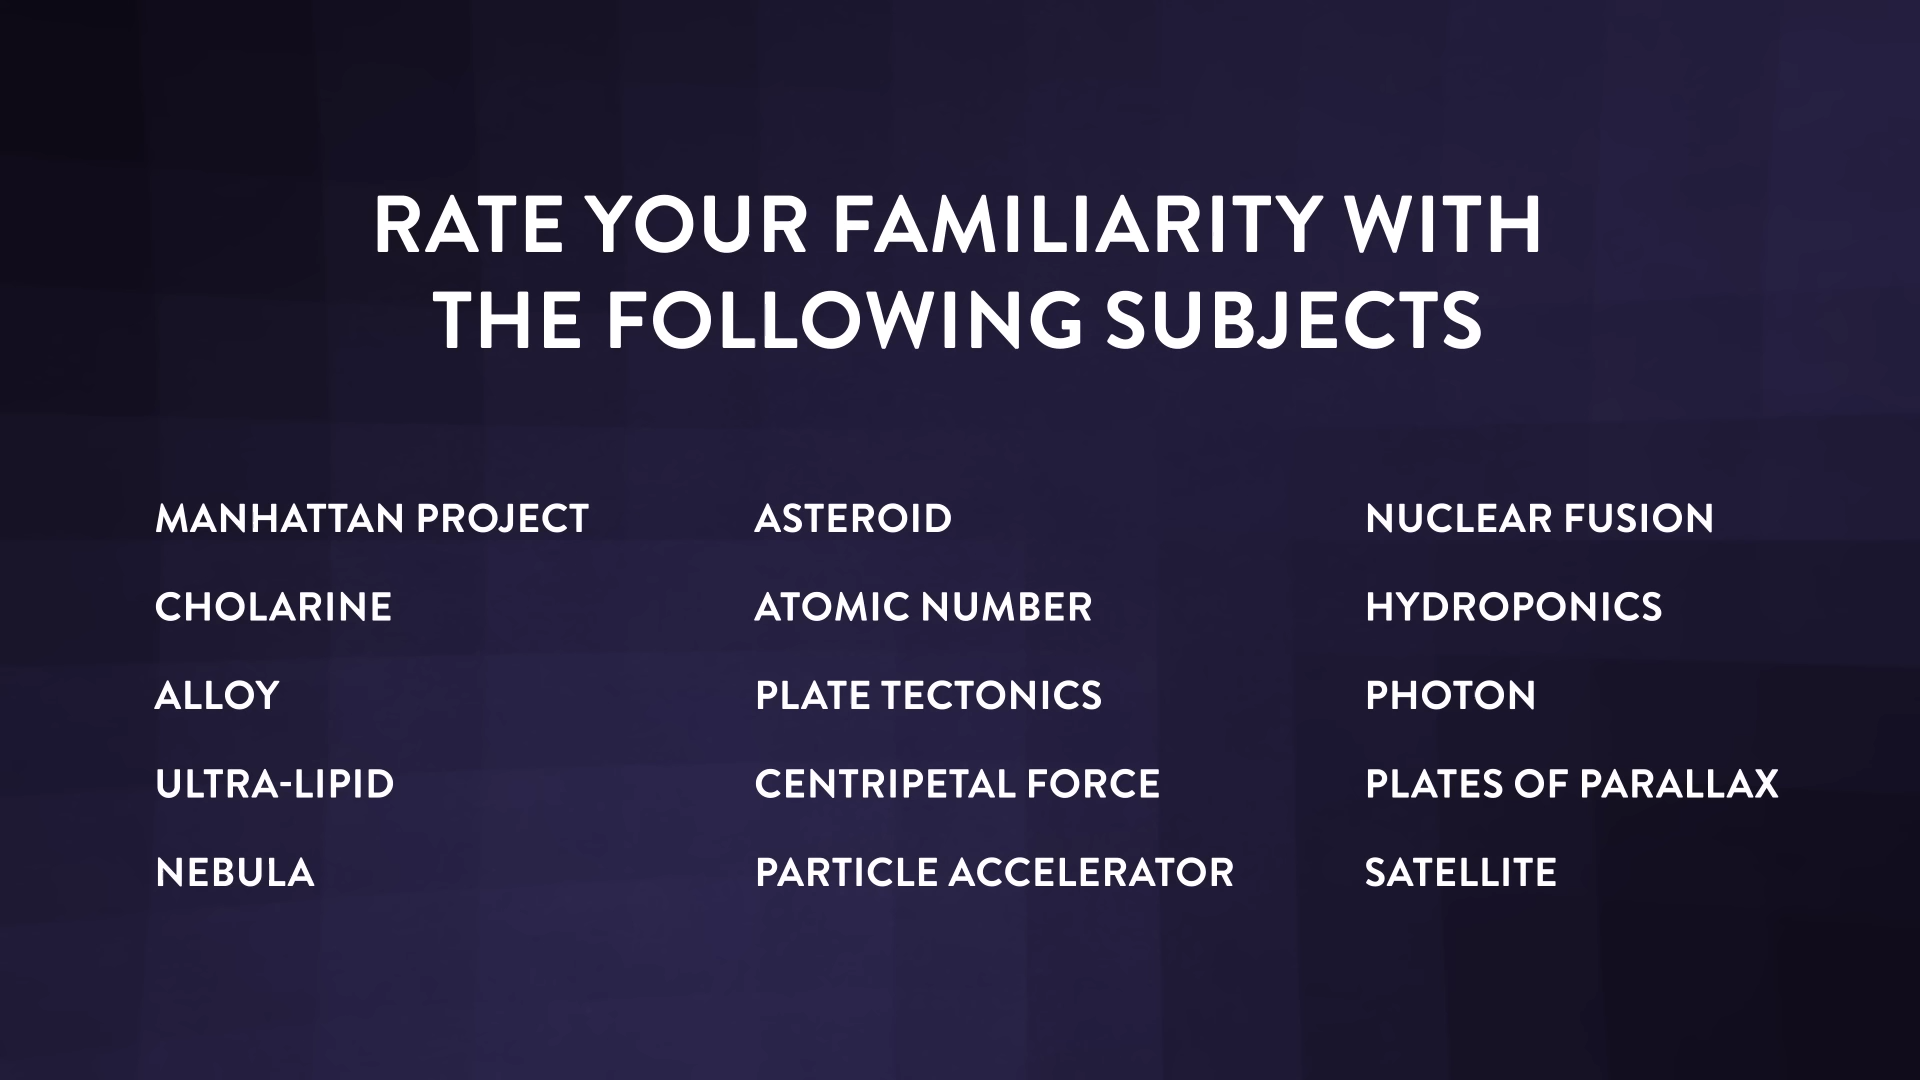 RATE YOUR FAMILIARITY WITH
THE FOLLOWING SUBJECTS
MANHATTAN PROJECT
CHOLARINE
ALLOY
ULTRA-LIPID
NEBULA
ASTEROID
ATOMIC NUMBER
PLATE TECTONICS
CENTRIPETAL FORCE
PARTICLE ACCELERATOR
NUCLEAR FUSION
HYDROPONICS
PHOTON
PLATES OF PARALLAX
SATELLITE